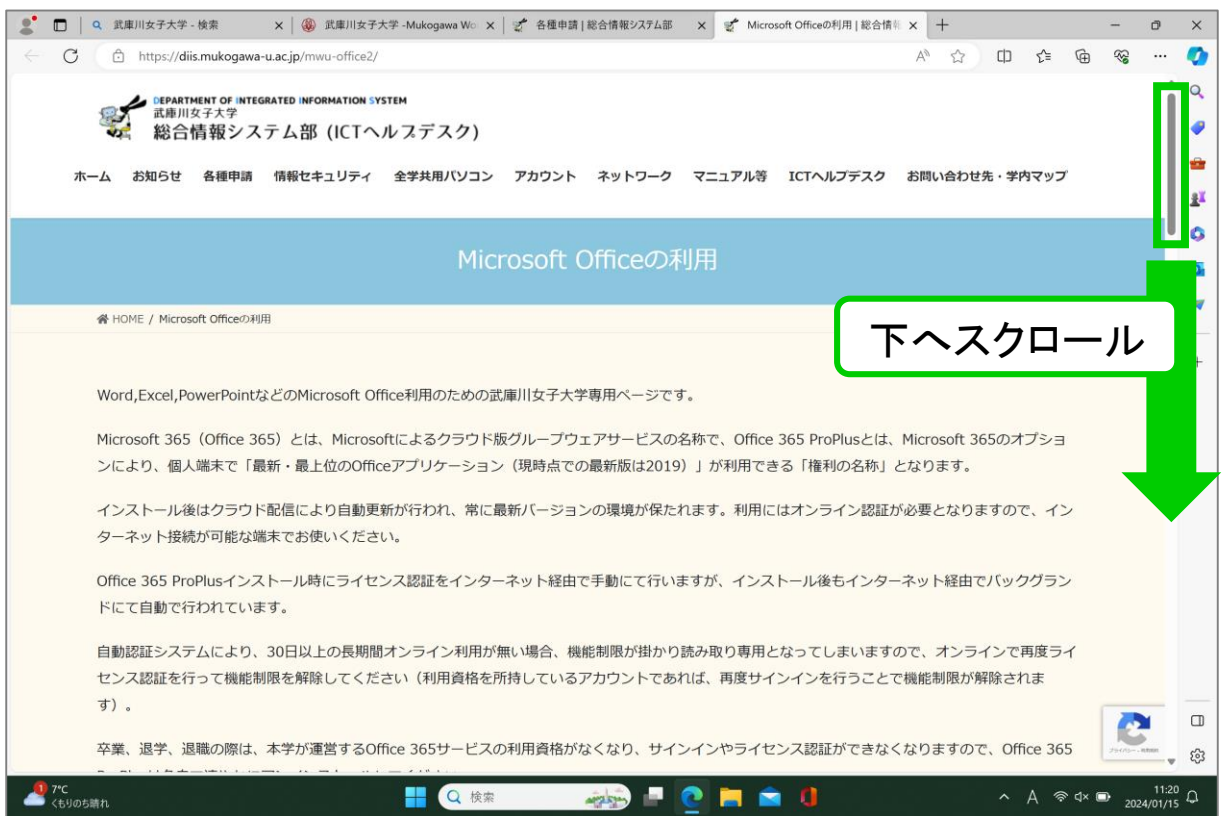 武庫川女子大学 - 検索
武庫川女子大学 -Mukogawa Wo
各種申請 | 総合情報システム部
Microsoft Officeの利用 | 総合情報
https://diis.mukogawa-u.ac.jp/mwu-office2/
DEPARTMENT OF INTEGRATED INFORMATION SYSTEM
武庫川女子大学
総合情報システム部 (ICTヘルプデスク)
ホーム お知らせ 各種申請 情報セキュリティ 全学共用パソコン アカウント ネットワーク マニュアル等 ICTヘルプデスク お問い合わせ先・学内マップ
Microsoft Officeの利用
HOME / Microsoft Officeの利用
下へスクロール
Word,Excel,PowerPointなどのMicrosoft Office利用のための武庫川女子大学専用ページです。
Microsoft 365（Office 365）とは、Microsoftによるクラウド版グループウェアサービスの名称で、Office 365 ProPlusとは、Microsoft 365のオプショ
ンにより、個人端末で「最新・最上位のOfficeアプリケーション（現時点での最新版は2019）」が利用できる「権利の名称」となります。
インストール後はクラウド配信により自動更新が行われ、常に最新バージョンの環境が保たれます。利用にはオンライン認証が必要となりますので、イン
ターネット接続が可能な端末でお使いください。
Office 365 ProPlusインストール時にライセンス認証をインターネット経由で手動にて行いますが、インストール後もインターネット経由でバックグラン
ドにて自動で行われています。
自動認証システムにより、30日以上の長期間オンライン利用が無い場合、機能制限が掛かり読み取り専用となってしまいますので、オンラインで再度ライ
センス認証を行って機能制限を解除してください（利用資格を所持しているアカウントであれば、再度サインインを行うことで機能制限が解除されま
す）。
卒業、退学、退職の際は、本学が運営するOffice 365サービスの利用資格がなくなり、サインインやライセンス認証ができなくなりますので、Office 365
プライバシー - 利用規約
1
7°C
くもりのち晴れ
検索
A
11:20
2024/01/15